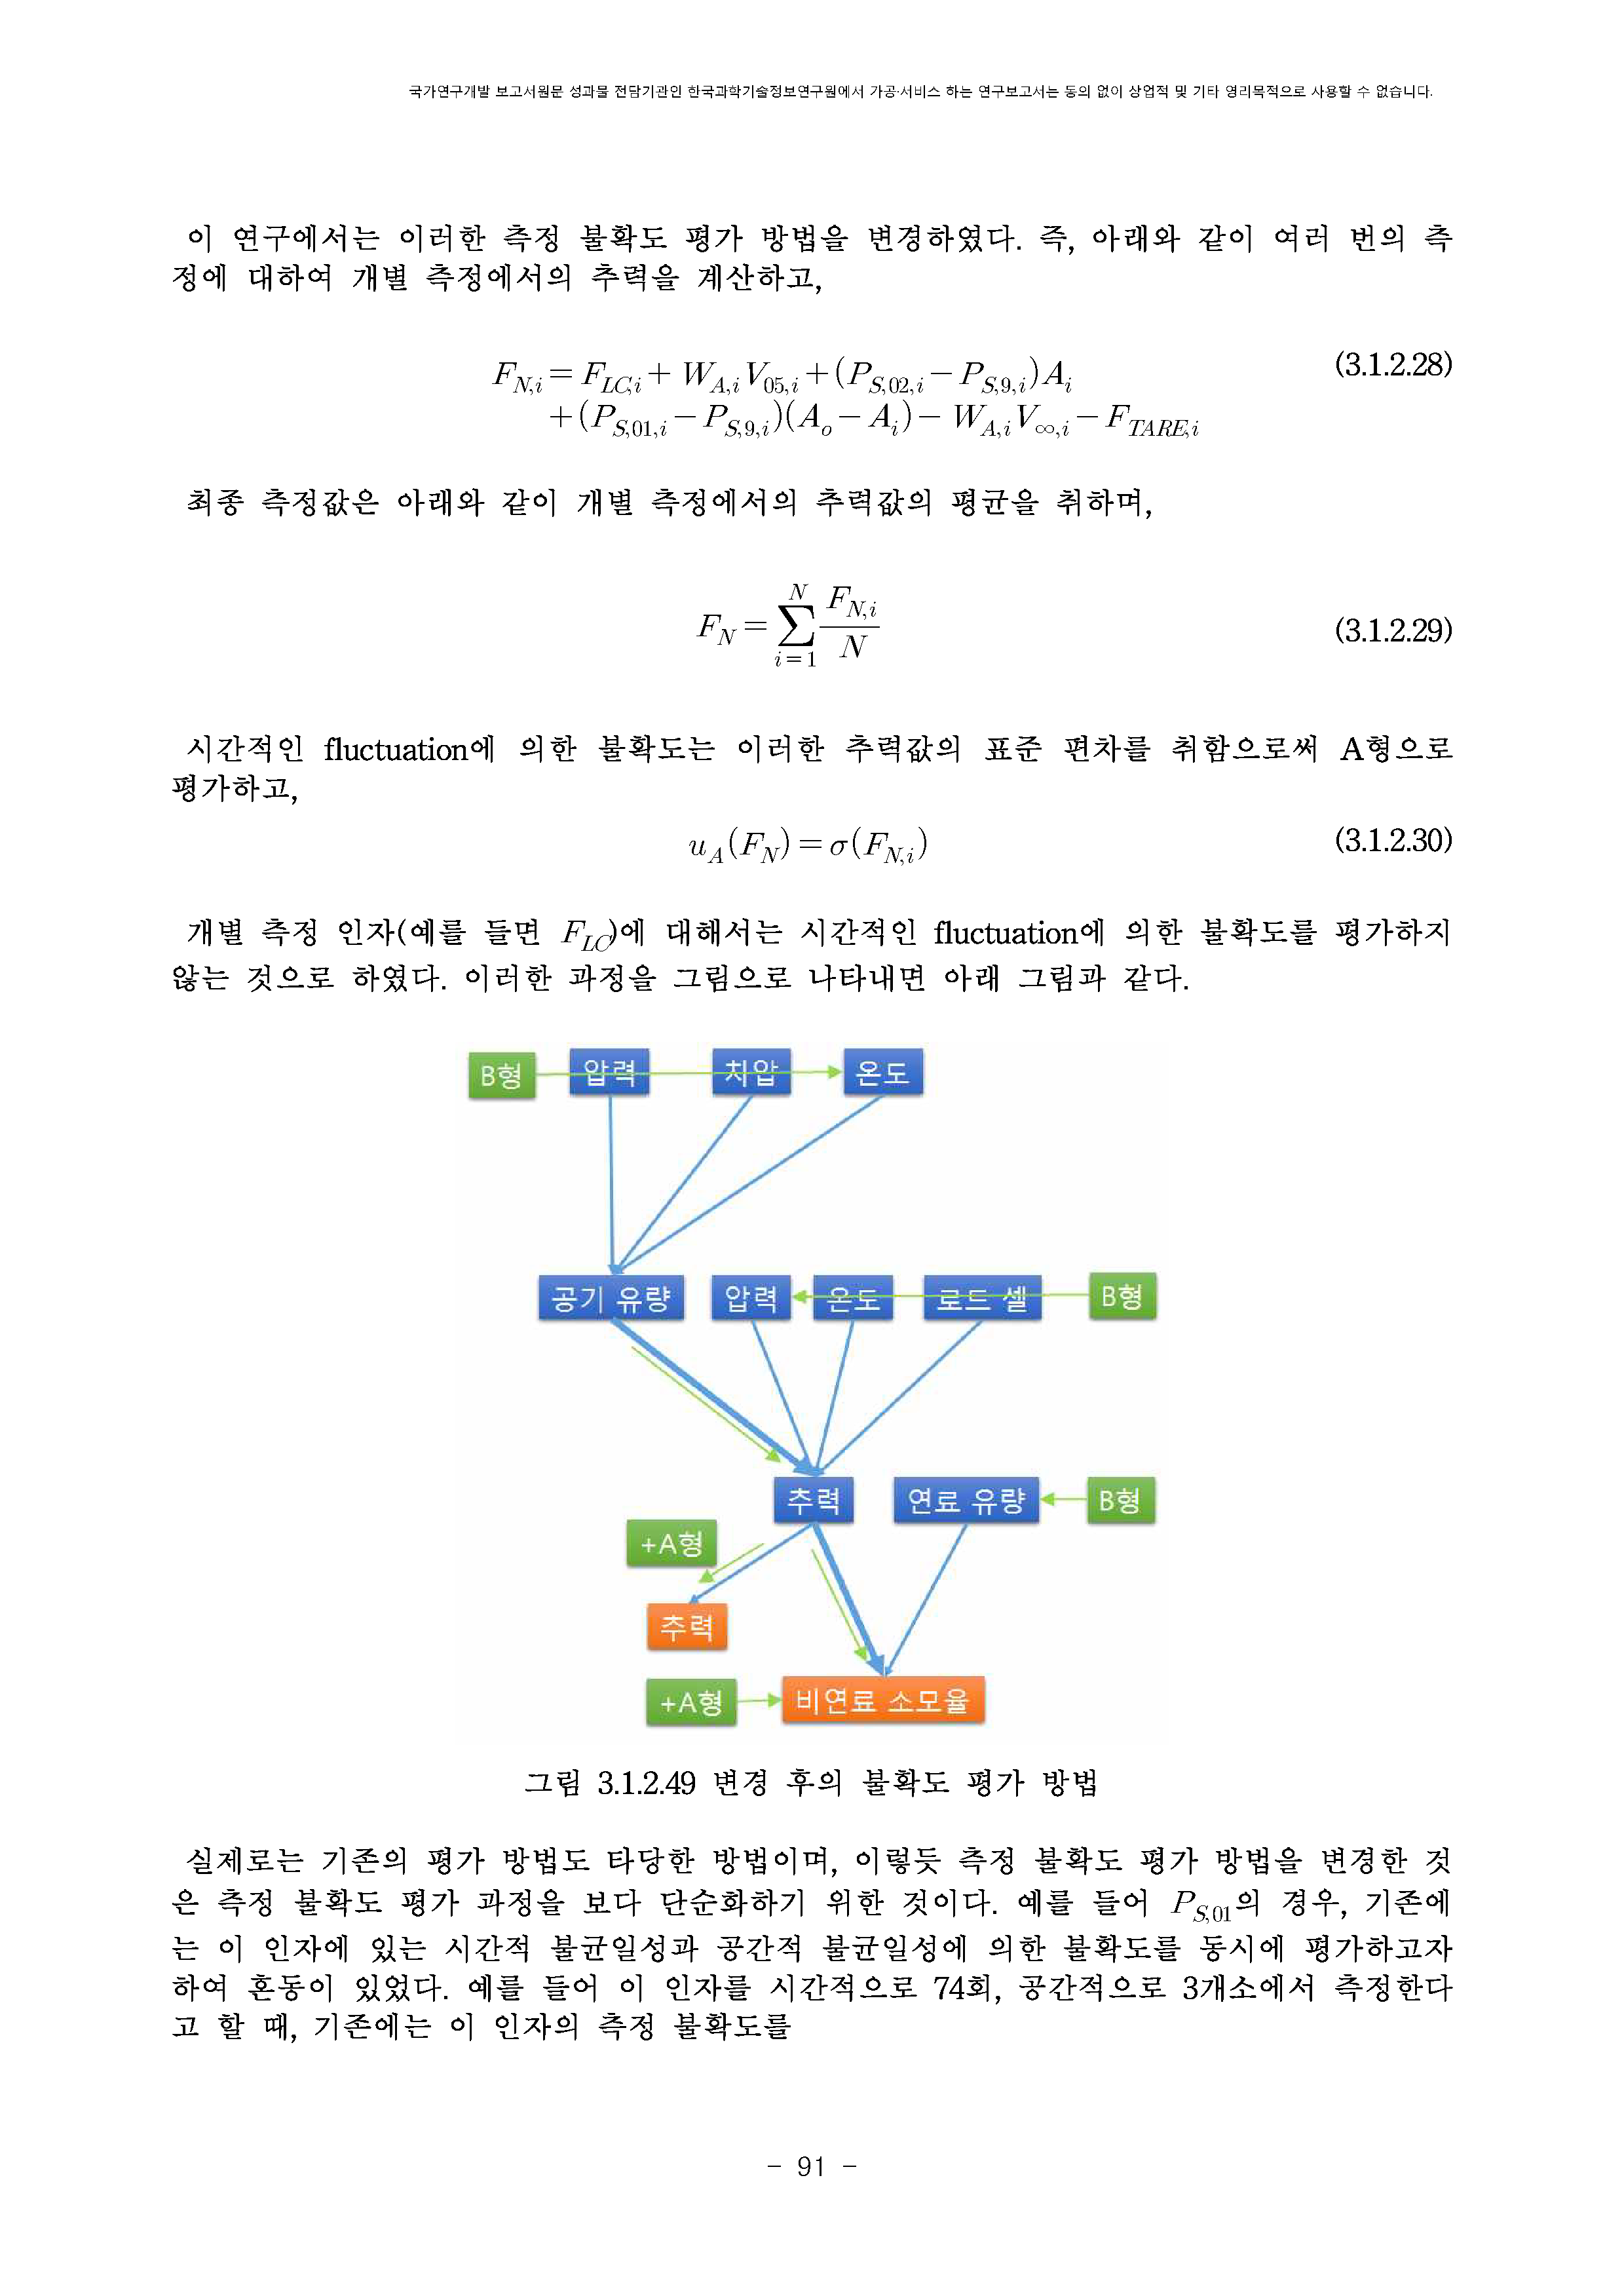 국가연구개발 보고서원문 성과물 전담기관인 한국과학기술정보연구원에서 가공·서비스 하는 연구보고서는 동의 없이 상업적 및 기타 영리목적으로 사용할 수 없습니다.
이 연구에서는 이러한 측정 불확도 평가 방법을 변경하였다. 즉, 아래와 같이 여러 번의 측
정에 대하여 개별 측정에서의 추력을 계산하고,
F_{N,i} = F_{LC,i} + W_{A,i} V_{05,i} + (P_{S,02,i} − P_{S,9,i}) A_i (3.1.2.28)
+ (P_{S,01,i} − P_{S,9,i})(A_o − A_i) − W_{A,i} V_{∞,i} − F_{TARE,i}
최종 측정값은 아래와 같이 개별 측정에서의 추력값의 평균을 취하며,
F_N = \sum_{i=1}^{N} \frac{F_{N,i}}{N} (3.1.2.29)
시간적인 fluctuation에 의한 불확도는 이러한 추력값의 표준 편차를 취함으로써 A형으로
평가하고,
u_A(F_N) = σ(F_{N,i}) (3.1.2.30)
개별 측정 인자(예를 들면 F_{LC})에 대해서는 시간적인 fluctuation에 의한 불확도를 평가하지
않는 것으로 하였다. 이러한 과정을 그림으로 나타내면 아래 그림과 같다.
B형 압력 차압 온도
공기 유량 압력 온도 로드 셀 B형
추력 연료 유량 B형
+A형
추력
+A형 비연료 소모율
그림 3.1.2.49 변경 후의 불확도 평가 방법
실제로는 기존의 평가 방법도 타당한 방법이며, 이렇듯 측정 불확도 평가 방법을 변경한 것
은 측정 불확도 평가 과정을 보다 단순화하기 위한 것이다. 예를 들어 P_{S,01}의 경우, 기존에
는 이 인자에 있는 시간적 불균일성과 공간적 불균일성에 의한 불확도를 동시에 평가하고자
하여 혼동이 있었다. 예를 들어 이 인자를 시간적으로 74회, 공간적으로 3개소에서 측정한다
고 할 때, 기존에는 이 인자의 측정 불확도를
- 91 -